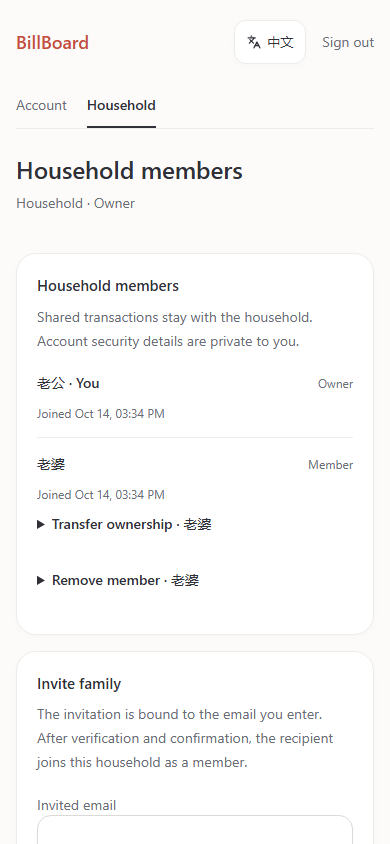 BillBoard
中文
Sign out
Account
Household
Household members
Household · Owner
Household members
Shared transactions stay with the household.
Account security details are private to you.
老公 · You
Owner
Joined Oct 14, 03:34 PM
老婆
Member
Joined Oct 14, 03:34 PM
Transfer ownership · 老婆
Remove member · 老婆
Invite family
The invitation is bound to the email you enter.
After verification and confirmation, the recipient
joins this household as a member.
Invited email